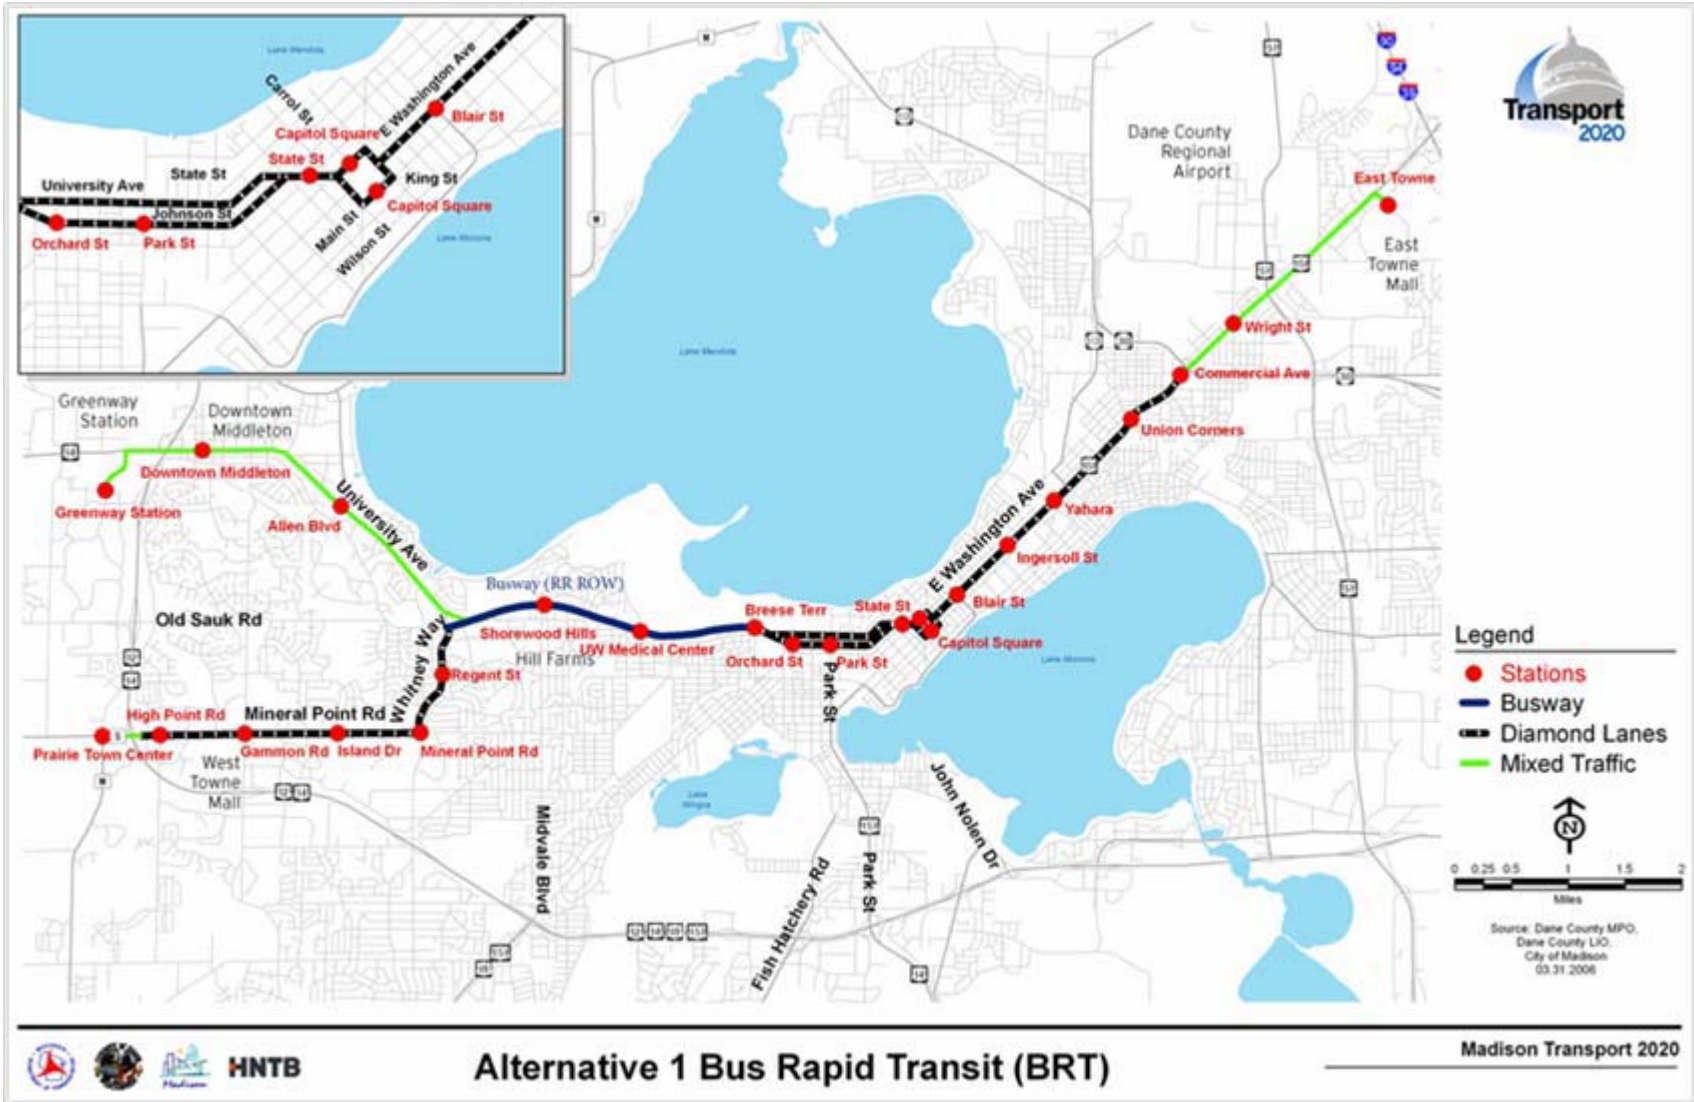 Lake Mendota
Carrol St
E Washington Ave
Capitol Square
Blair St
State St
State St
University Ave
King St
Johnson St
Capitol Square
Orchard St
Park St
Main St
Wilson St
Lake Monona
Dane County
Regional
Airport
Transport
2020
East Towne
East
Towne
Mall
Wright St
Lake Mendota
Commercial Ave
Greenway
Station
Downtown
Middleton
Union Corners
Downtown Middleton
Greenway Station
Allen Blvd
University Ave
E Washington Ave
Yahara
Ingersoll St
Busway (RR ROW)
Old Sauk Rd
Breese Terr
State St
Blair St
Shorewood Hills
UW Medical Center
Hill Farms
Orchard St
Park St
Capitol Square
Lake Monona
Whitney Way
Regent St
Park St
High Point Rd
Mineral Point Rd
Prairie Town Center
Gammon Rd
Island Dr
Mineral Point Rd
West
Towne
Mall
Lake
Wingra
John Nolen Dr
Midvale Blvd
Fish Hatchery Rd
Park St
Legend
Stations
Busway
Diamond Lanes
Mixed Traffic
N
0 0.25 0.5 1 1.5 2
Miles
Source: Dane County MPO,
Dane County LIO,
City of Madison
03.31.2006
Madison
HNTB
Alternative 1 Bus Rapid Transit (BRT)
Madison Transport 2020